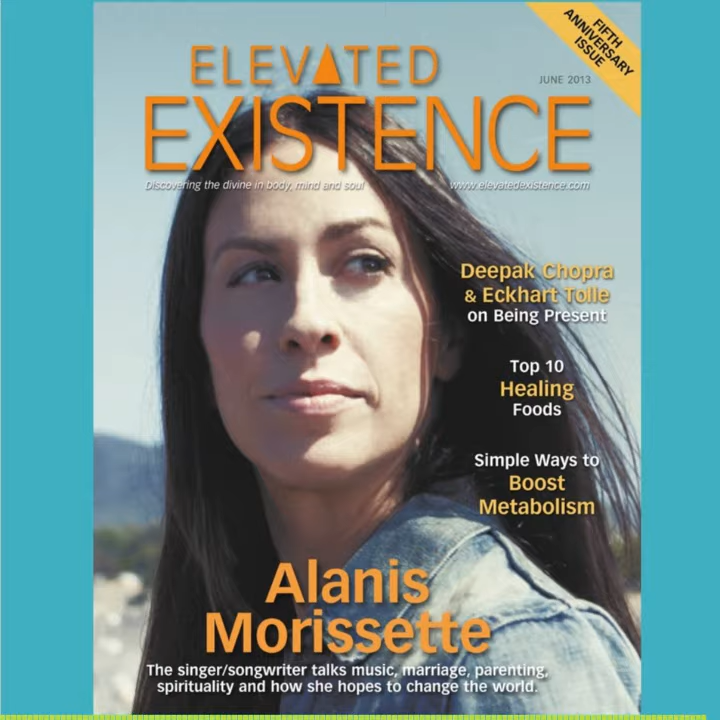 FIFTH
ANNIVERSARY
ISSUE
ELEVATED
JUNE 2013
EXISTENCE
Discovering the divine in body, mind and soul
www.elevatedexistence.com
Deepak Chopra
& Eckhart Tolle
on Being Present
Top 10
Healing
Foods
Simple Ways to
Boost
Metabolism
Alanis
Morissette
The singer/songwriter talks music, marriage, parenting,
spirituality and how she hopes to change the world.